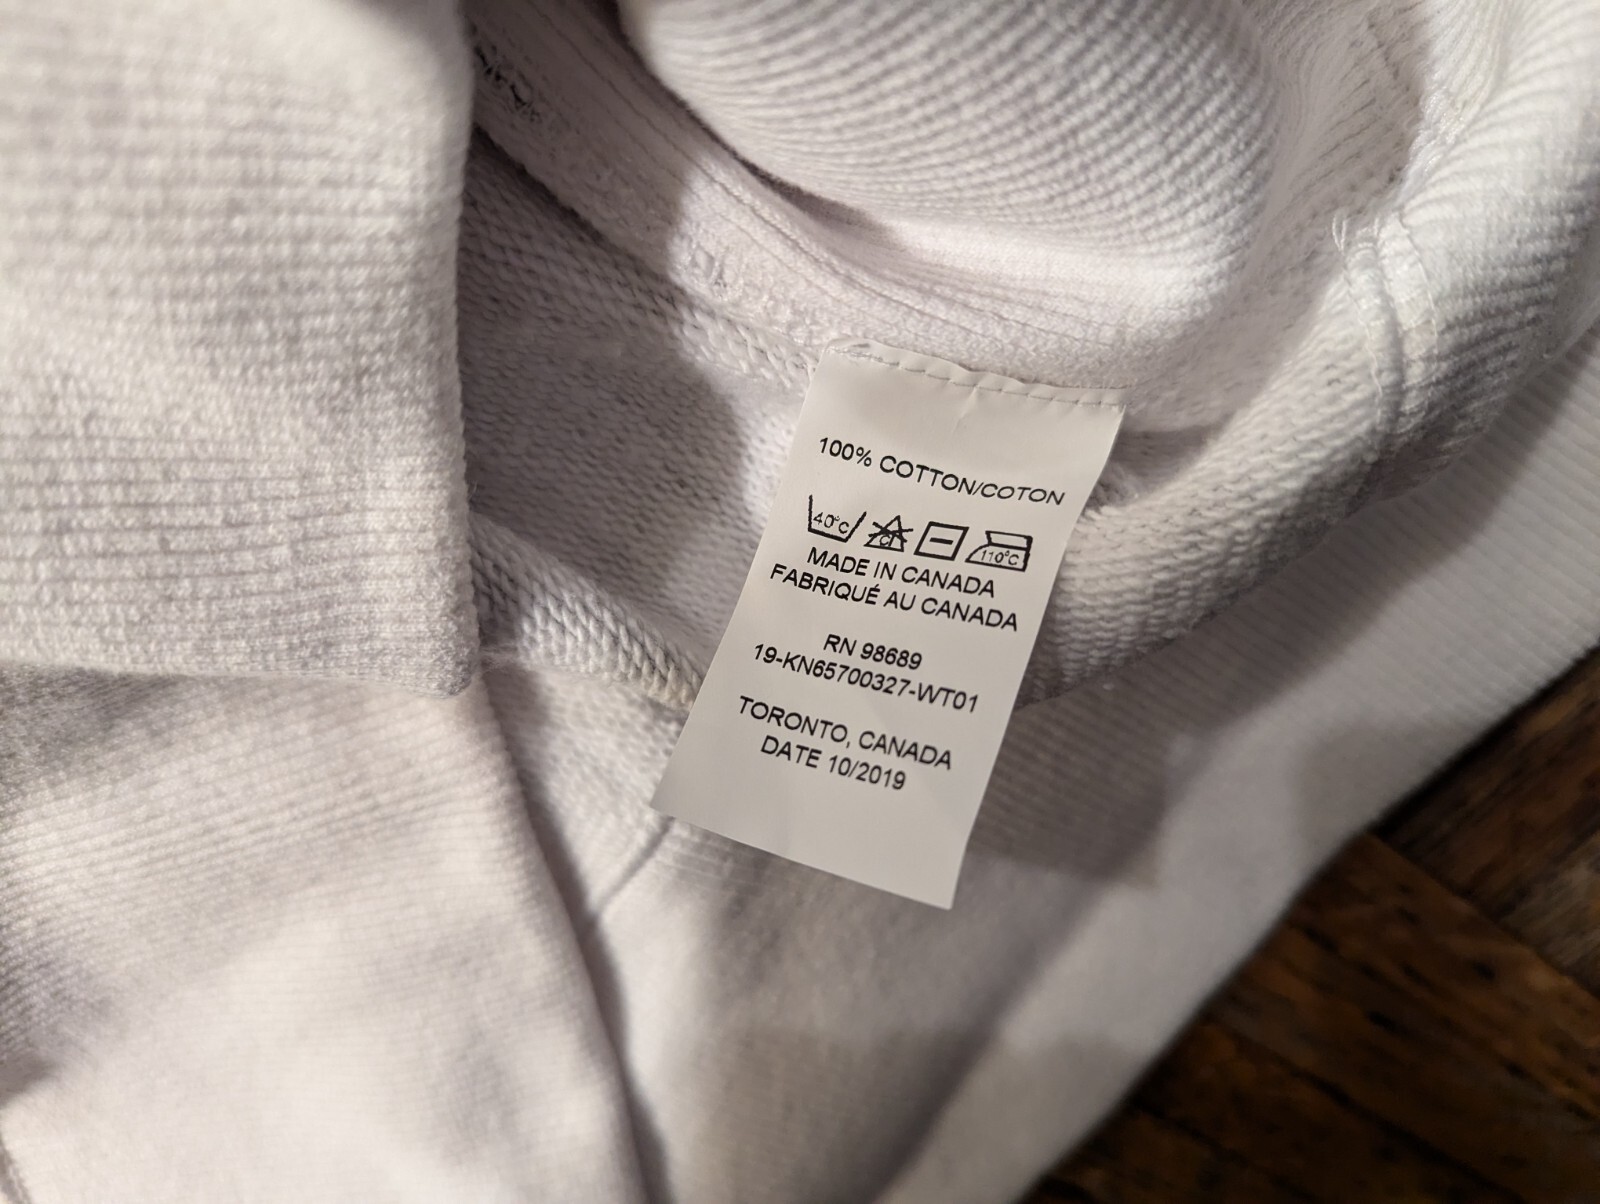 100% COTTON/COTON
40°C CL 110°C
MADE IN CANADA
FABRIQUÉ AU CANADA
RN 98689
19-KN65700327-WT01
TORONTO, CANADA
DATE 10/2019